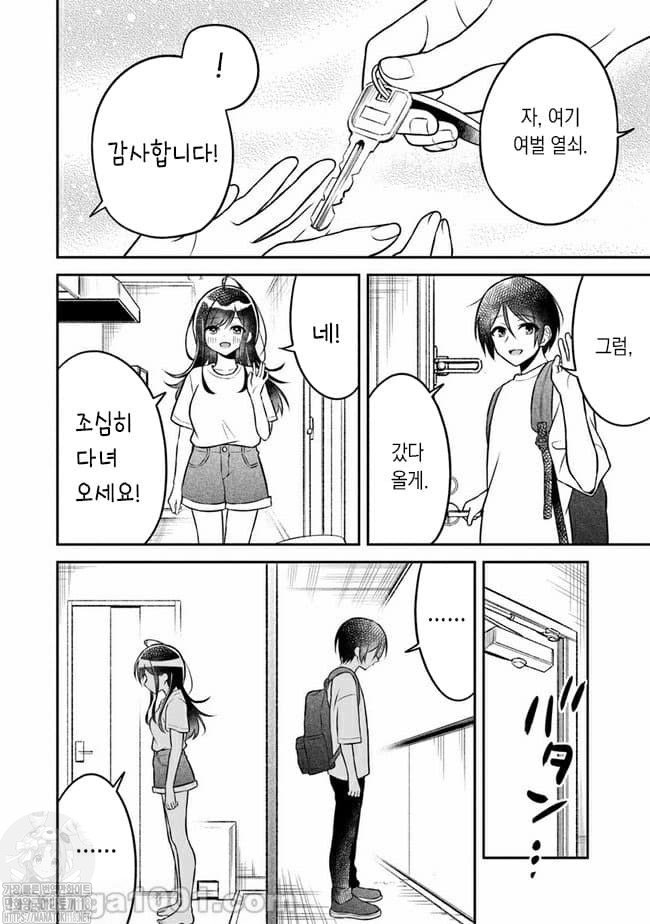 자, 여기
여벌 열쇠.
!
감사합니다!
그럼,
갔다
올게.
네!
조심히
다녀
오세요!
バタン…
……
……